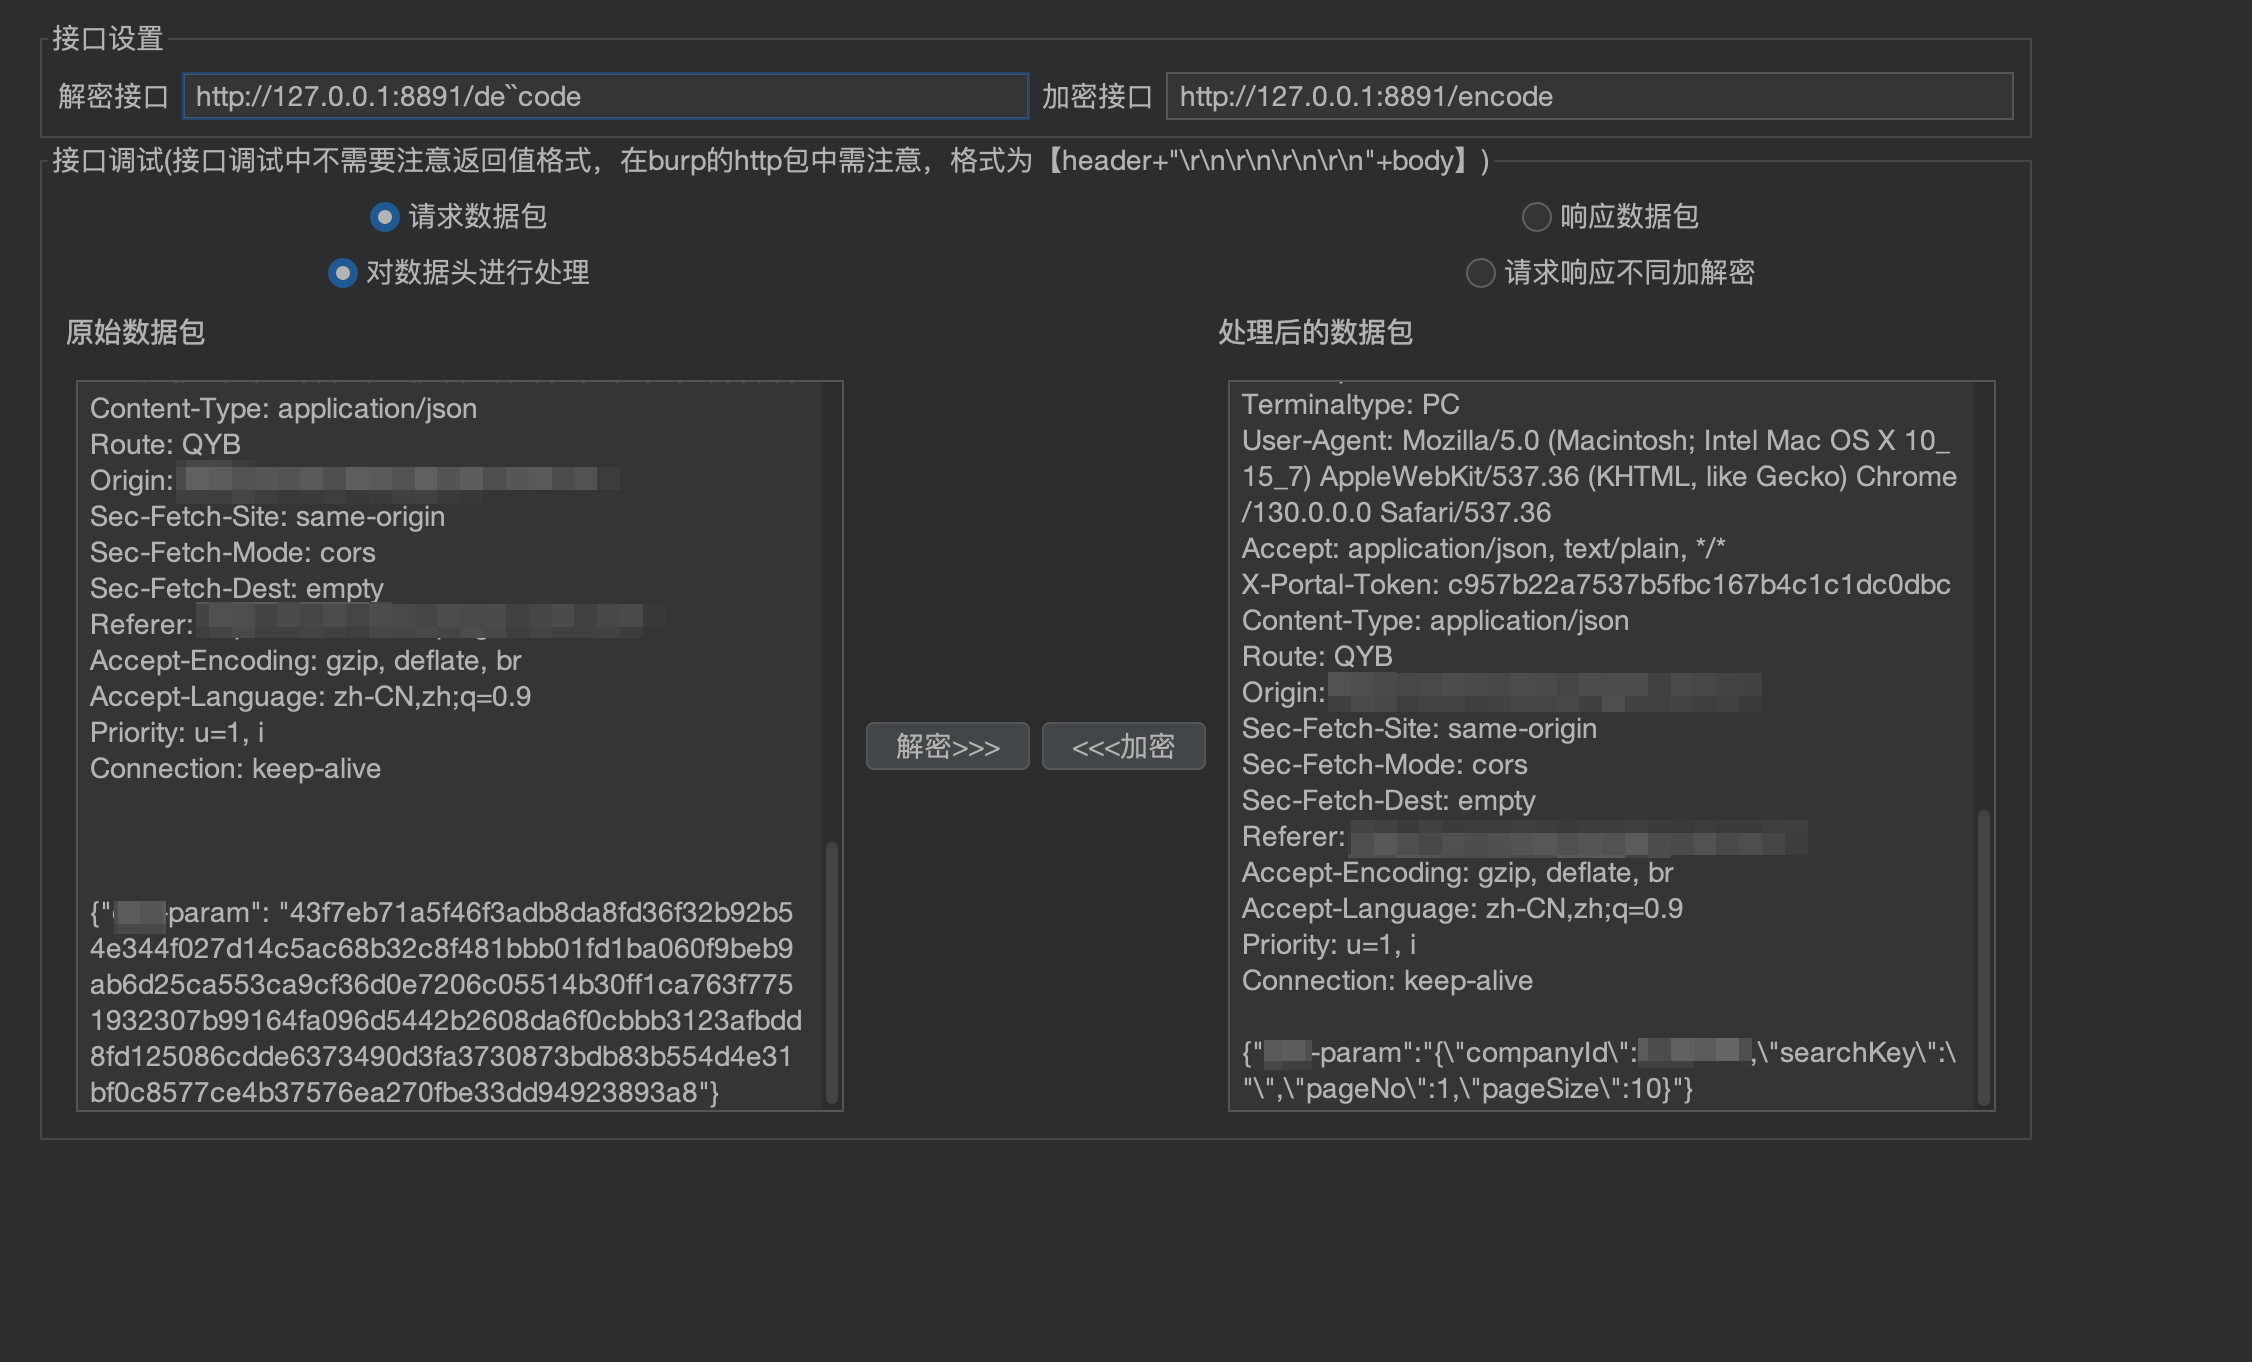 接口设置
解密接口 http://127.0.0.1:8891/de``code 加密接口 http://127.0.0.1:8891/encode
接口调试(接口调试中不需要注意返回值格式，在burp的http包中需注意，格式为【header+"\r\n\r\n\r\n\r\n"+body】)
请求数据包 响应数据包
对数据头进行处理 请求响应不同加解密
原始数据包
Content-Type: application/json
Route: QYB
Origin:
Sec-Fetch-Site: same-origin
Sec-Fetch-Mode: cors
Sec-Fetch-Dest: empty
Referer:
Accept-Encoding: gzip, deflate, br
Accept-Language: zh-CN,zh;q=0.9
Priority: u=1, i
Connection: keep-alive
{" -param": "43f7eb71a5f46f3adb8da8fd36f32b92b5
4e344f027d14c5ac68b32c8f481bbb01fd1ba060f9beb9
ab6d25ca553ca9cf36d0e7206c05514b30ff1ca763f775
1932307b99164fa096d5442b2608da6f0cbbb3123afbdd
8fd125086cdde6373490d3fa3730873bdb83b554d4e31
bf0c8577ce4b37576ea270fbe33dd94923893a8"}
解密>>> <<<加密
处理后的数据包
Terminaltype: PC
User-Agent: Mozilla/5.0 (Macintosh; Intel Mac OS X 10_
15_7) AppleWebKit/537.36 (KHTML, like Gecko) Chrome
/130.0.0.0 Safari/537.36
Accept: application/json, text/plain, */*
X-Portal-Token: c957b22a7537b5fbc167b4c1c1dc0dbc
Content-Type: application/json
Route: QYB
Origin:
Sec-Fetch-Site: same-origin
Sec-Fetch-Mode: cors
Sec-Fetch-Dest: empty
Referer:
Accept-Encoding: gzip, deflate, br
Accept-Language: zh-CN,zh;q=0.9
Priority: u=1, i
Connection: keep-alive
{" -param":"{\"companyId\": ,\"searchKey\":\
"\",\"pageNo\":1,\"pageSize\":10}"}